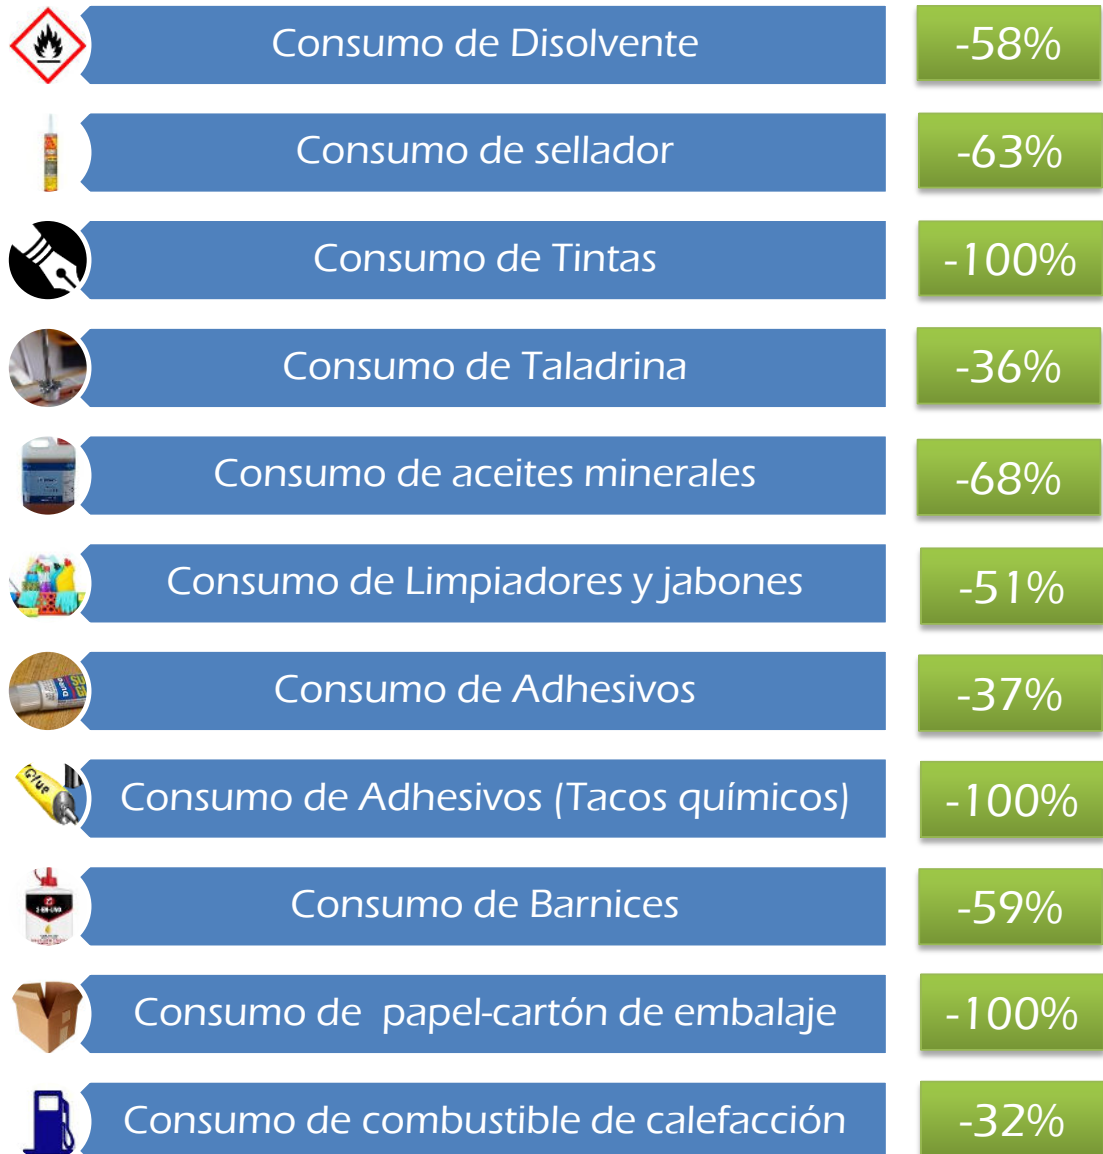 Consumo de Disolvente -58%
Consumo de sellador -63%
Consumo de Tintas -100%
Consumo de Taladrina -36%
Consumo de aceites minerales -68%
Consumo de Limpiadores y jabones -51%
Consumo de Adhesivos -37%
Glue
Consumo de Adhesivos (Tacos químicos) -100%
Consumo de Barnices -59%
Consumo de papel-cartón de embalaje -100%
Consumo de combustible de calefacción -32%